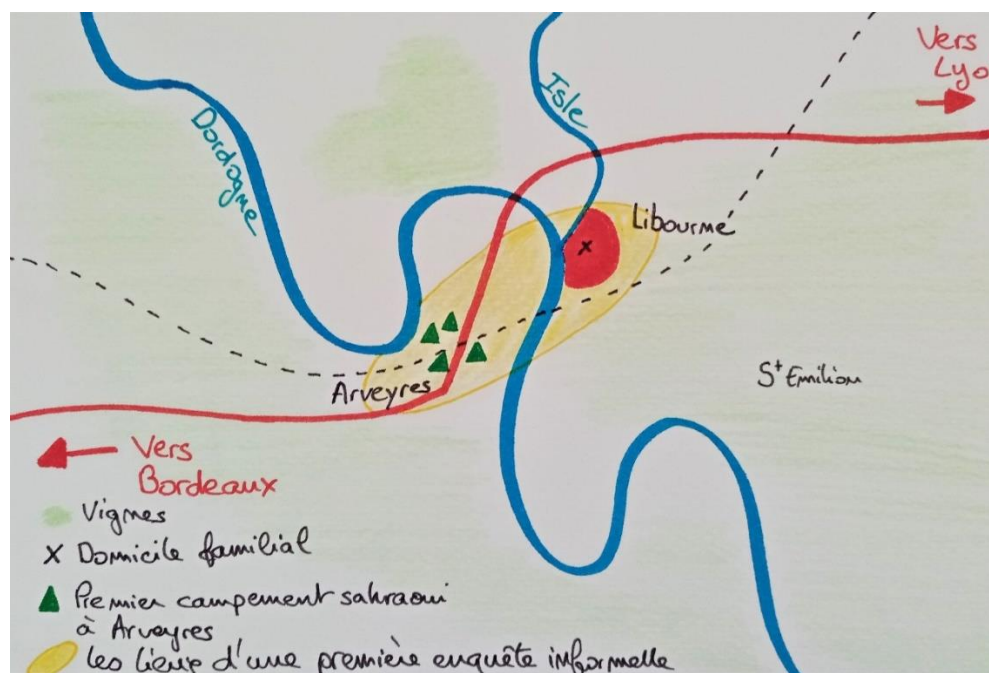 Vers
Lyo
Isle
Dordogne
Libourne
St Emilion
Arveyres
Vers
Bordeaux
Vignes
x Domicile familial
Premier campement sahraoui
à Arveyres
les lieux d'une première enquête informelle